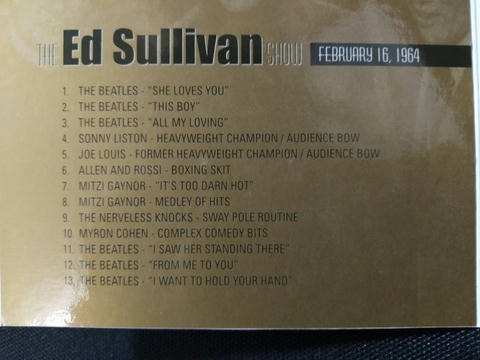 THE Ed Sullivan SHOW FEBRUARY 16, 1964
1. THE BEATLES - "SHE LOVES YOU"
2. THE BEATLES - "THIS BOY"
3. THE BEATLES - "ALL MY LOVING"
4. SONNY LISTON - HEAVYWEIGHT CHAMPION / AUDIENCE BOW
5. JOE LOUIS - FORMER HEAVYWEIGHT CHAMPION / AUDIENCE BOW
6. ALLEN AND ROSSI - BOXING SKIT
7. MITZI GAYNOR - "IT'S TOO DARN HOT"
8. MITZI GAYNOR - MEDLEY OF HITS
9. THE NERVELESS KNOCKS - SWAY POLE ROUTINE
10. MYRON COHEN - COMPLEX COMEDY BITS
11. THE BEATLES - "I SAW HER STANDING THERE"
12. THE BEATLES - "FROM ME TO YOU"
13. THE BEATLES - "I WANT TO HOLD YOUR HAND"